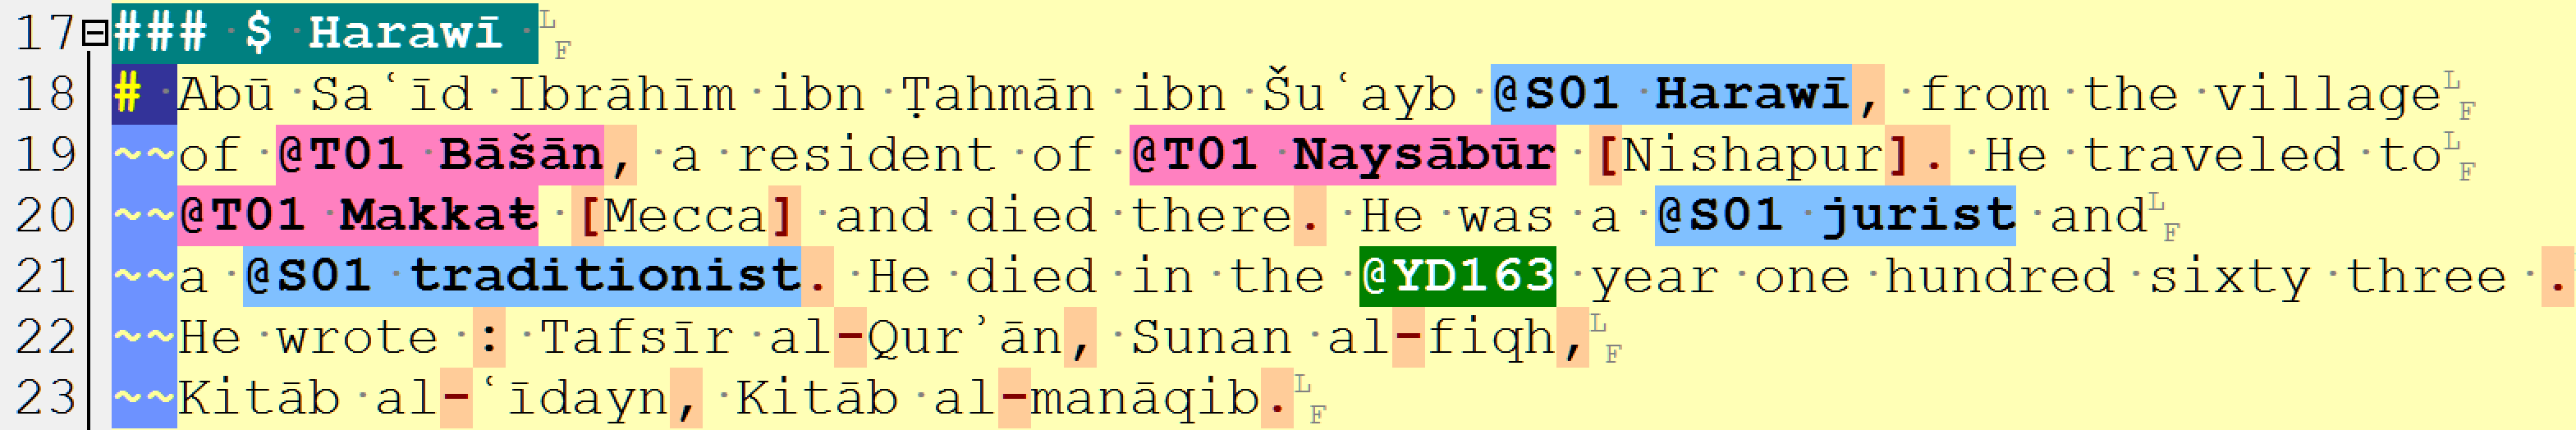 17 ### $ Harawī
18 # Abū Saʿīd Ibrāhīm ibn Ṭahmān ibn Šuʿayb @S01 Harawī, from the village
19 ~~of @T01 Bāšān, a resident of @T01 Naysābūr [Nishapur]. He traveled to
20 ~~@T01 Makkaŧ [Mecca] and died there. He was a @S01 jurist and
21 ~~a @S01 traditionist. He died in the @YD163 year one hundred sixty three .
22 ~~He wrote : Tafsīr al-Qurʾān, Sunan al-fiqh,
23 ~~Kitāb al-ʿīdayn, Kitāb al-manāqib.